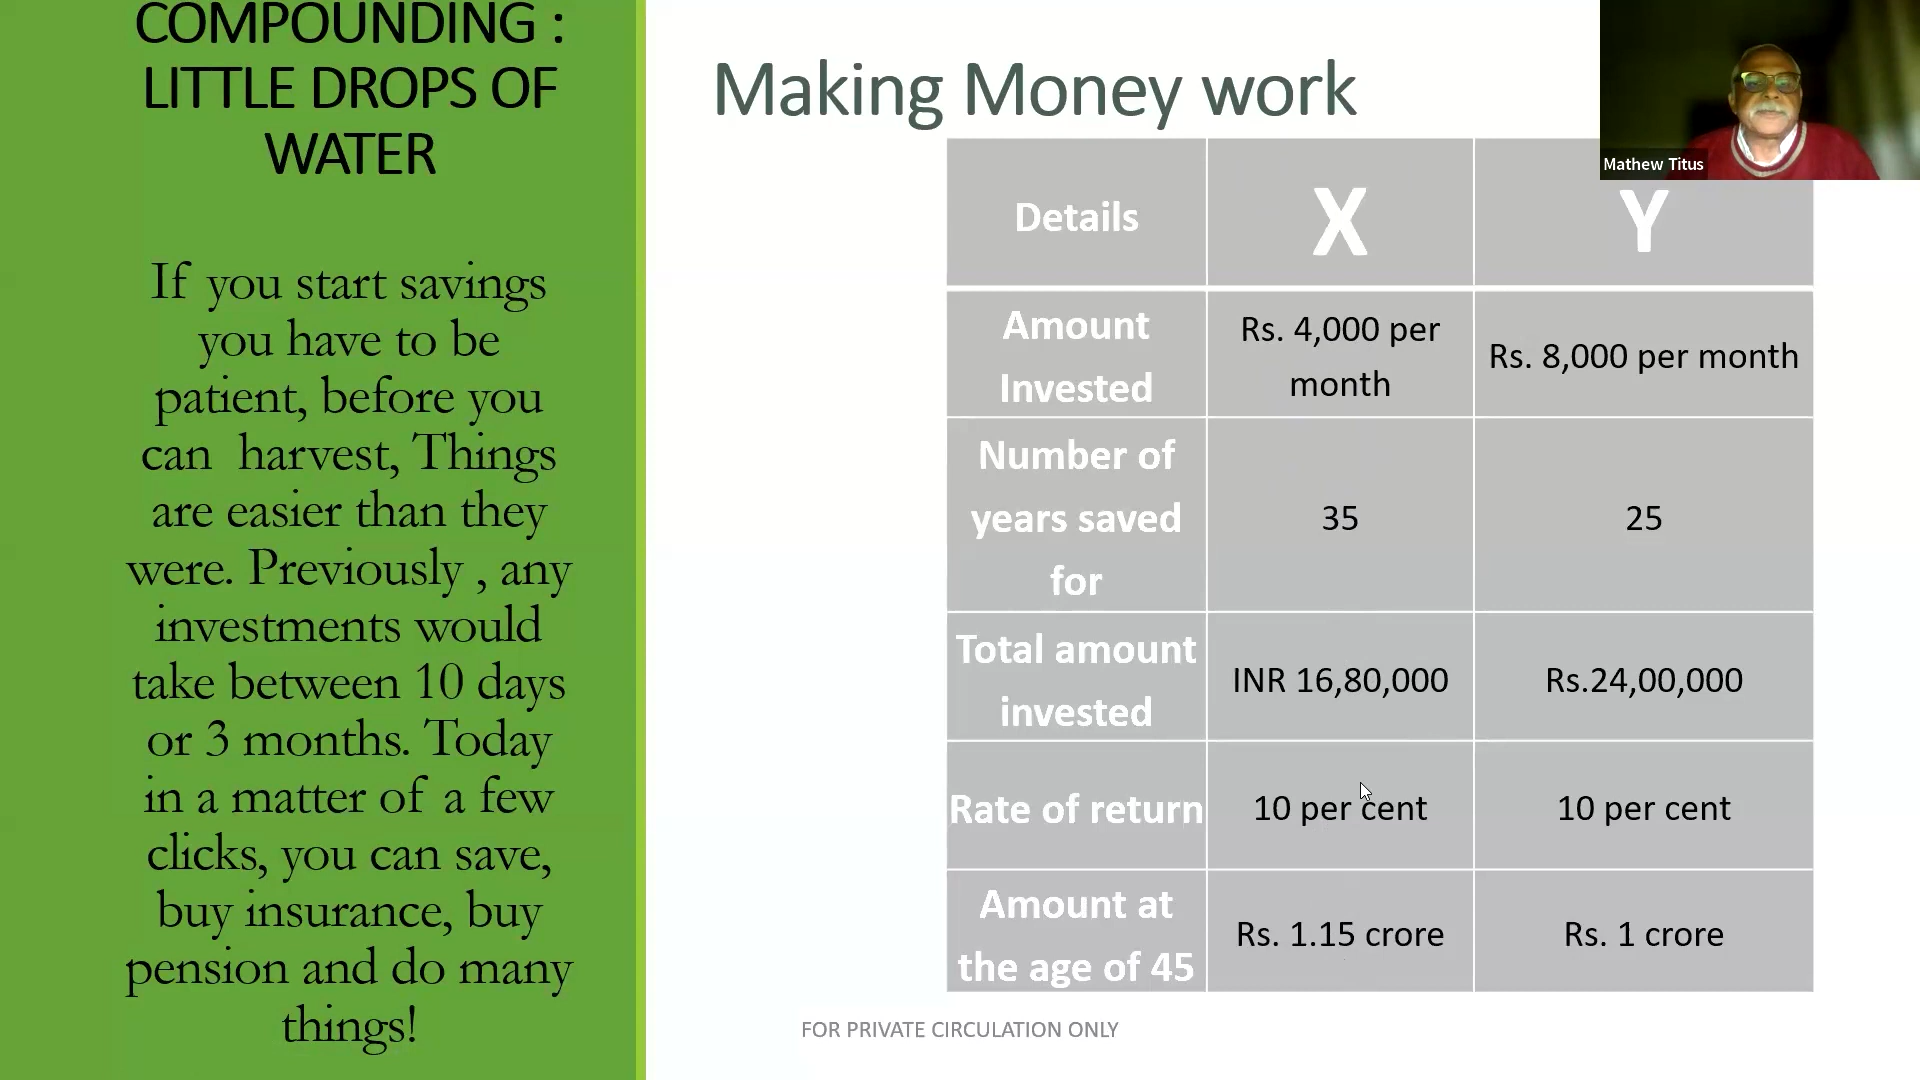 COMPOUNDING :
LITTLE DROPS OF
WATER
If you start savings
you have to be
patient, before you
can harvest, Things
are easier than they
were. Previously , any
investments would
take between 10 days
or 3 months. Today
in a matter of a few
clicks, you can save,
buy insurance, buy
pension and do many
things!
Making Money work
Mathew Titus
Details
X
Y
Amount
Invested
Rs. 4,000 per
month
Rs. 8,000 per month
Number of
years saved
for
35
25
Total amount
invested
INR 16,80,000
Rs.24,00,000
Rate of return
10 per cent
10 per cent
Amount at
the age of 45
Rs. 1.15 crore
Rs. 1 crore
FOR PRIVATE CIRCULATION ONLY